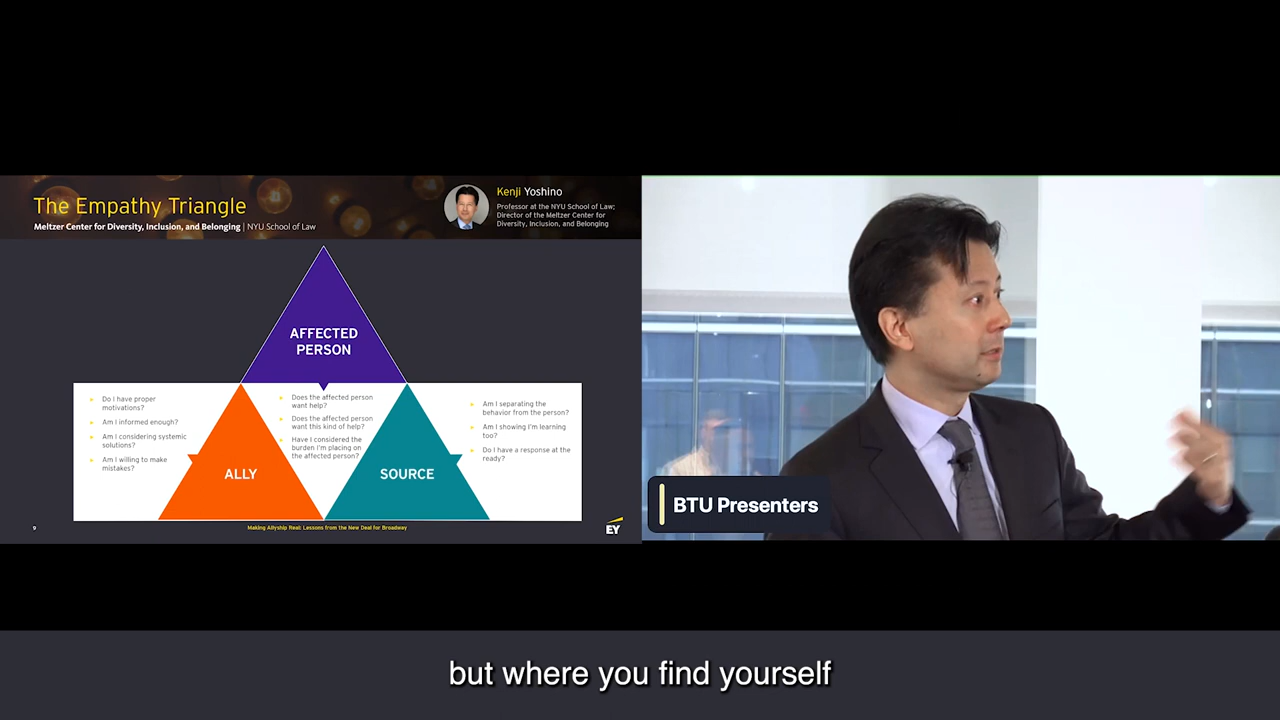 The Empathy Triangle
Meltzer Center for Diversity, Inclusion, and Belonging | NYU School of Law
Kenji Yoshino
Professor at the NYU School of Law;
Director of the Meltzer Center for
Diversity, Inclusion, and Belonging
AFFECTED
PERSON
Do I have proper
motivations?
Am I informed enough?
Am I considering systemic
solutions?
Am I willing to make
mistakes?
ALLY
Does the affected person
want help?
Does the affected person
want this kind of help?
Have I considered the
burden I'm placing on
the affected person?
SOURCE
Am I separating the
behavior from the person?
Am I showing I'm learning
too?
Do I have a response at the
ready?
9
Making Allyship Real: Lessons from the New Deal for Broadway
EY
BTU Presenters
but where you find yourself